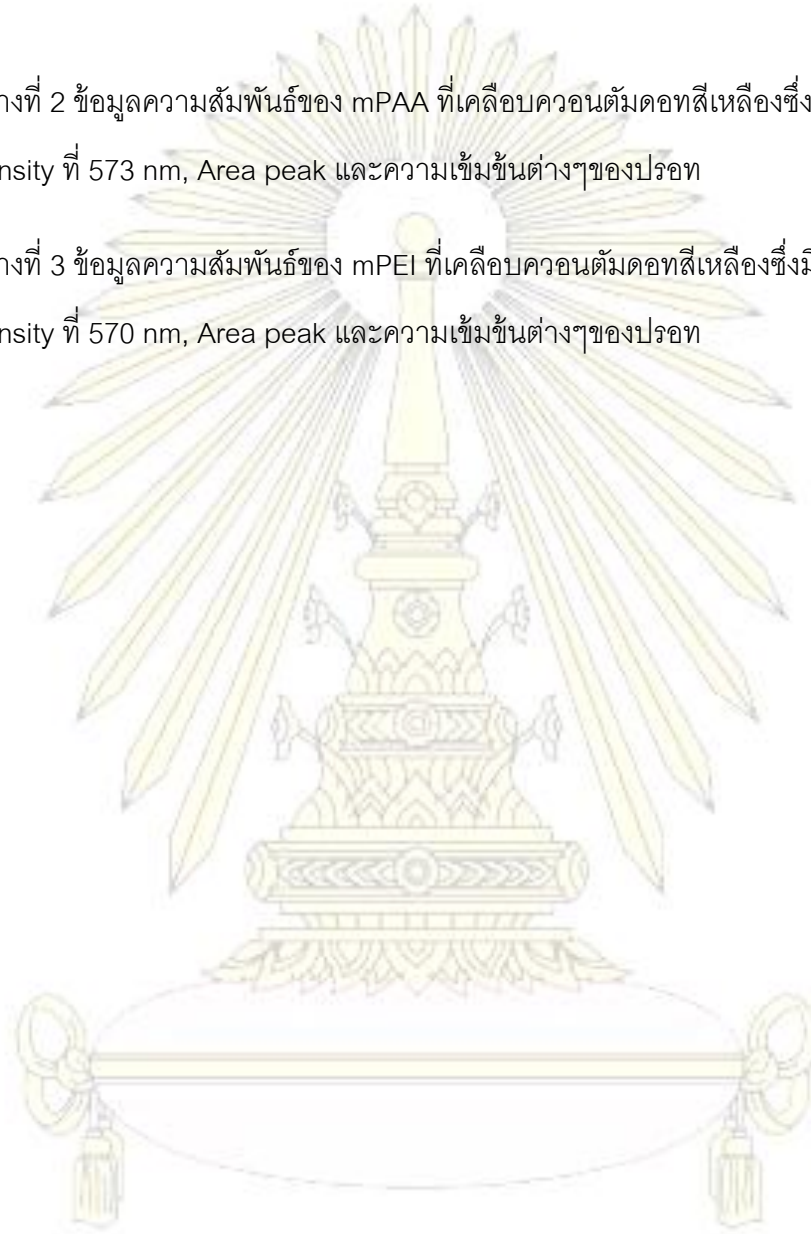 างที่ 2 ข้อมูลความสัมพันธ์ของ mPAA ที่เคลือบควอนตัมดอทสีเหลืองซึ่ง
nsity ที่ 573 nm, Area peak และความเข้มข้นต่างๆของปรอท
างที่ 3 ข้อมูลความสัมพันธ์ของ mPEI ที่เคลือบควอนตัมดอทสีเหลืองซึ่งมี
nsity ที่ 570 nm, Area peak และความเข้มข้นต่างๆของปรอท